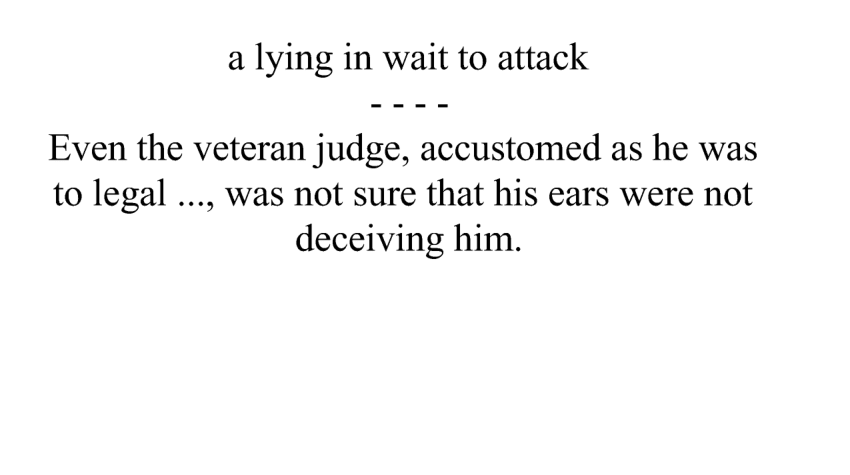 a lying in wait to attack
- - - -
Even the veteran judge, accustomed as he was
to legal ..., was not sure that his ears were not
deceiving him.